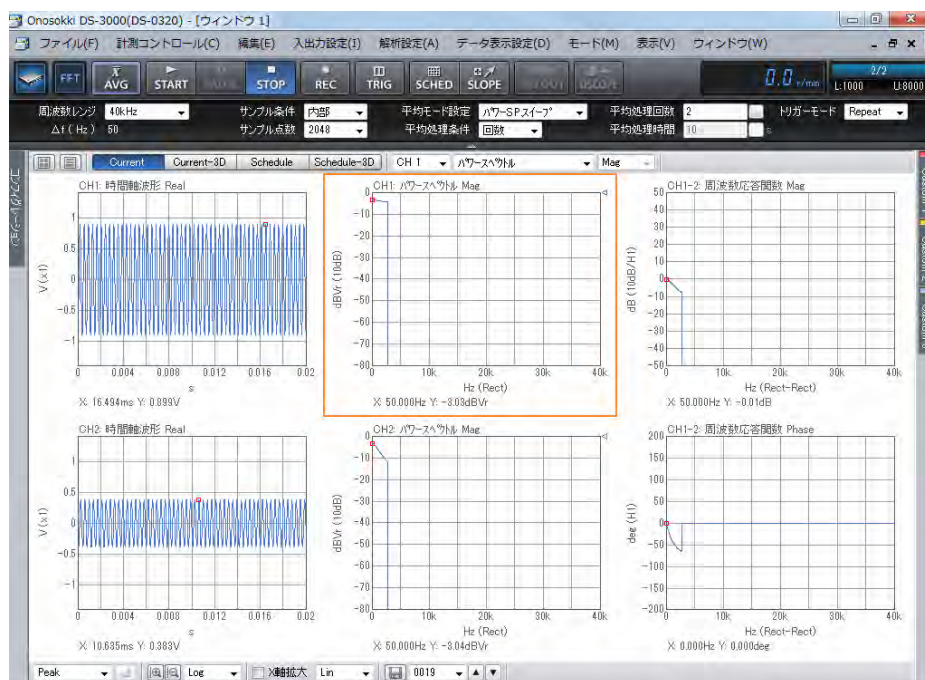 Onosokki DS-3000(DS-0320) - [ウィンドウ 1]
ファイル(F) 計測コントロール(C) 編集(E) 入出力設定(I) 解析設定(A) データ表示設定(D) モード(M) 表示(V) ウィンドウ(W)
FFT AVG START STOP REC TRIG SCHED SLOPE 0.0 r/min 2/2
L:1000 U:8000
周波数レンジ 40kHz サンプル条件 内部 平均モード設定 パワーSPスイープ 平均処理回数 2 トリガーモード Repeat
Δf(Hz) 50 サンプル点数 2048 平均処理条件 回数 平均処理時間 10 s
コンフィグレーション
Current Current-3D Schedule Schedule-3D CH 1 パワースペクトル Mag
CH1: 時間軸波形 Real
V (x1)
1
0.5
0
-0.5
-1
0 0.004 0.008 0.012 0.016 0.02
s
X: 16.494ms Y: 0.899V
CH1: パワースペクトル Mag
dBVr (10dB)
0
-10
-20
-30
-40
-50
-60
-70
-80
0 10k 20k 30k 40k
Hz (Rect)
X: 50.000Hz Y: -3.03dBVr
CH1-2: 周波数応答関数 Mag
dB (10dB/H1)
50
40
30
20
10
0
-10
-20
-30
-40
-50
0 10k 20k 30k 40k
Hz (Rect-Rect)
X: 50.000Hz Y: -0.01dB
CH2: 時間軸波形 Real
V (x1)
1
0.5
0
-0.5
-1
0 0.004 0.008 0.012 0.016 0.02
s
X: 10.635ms Y: 0.383V
CH2: パワースペクトル Mag
dBVr (10dB)
0
-10
-20
-30
-40
-50
-60
-70
-80
0 10k 20k 30k 40k
Hz (Rect)
X: 50.000Hz Y: -3.04dBVr
CH1-2: 周波数応答関数 Phase
deg (H1)
200
150
100
50
0
-50
-100
-150
-200
0 10k 20k 30k 40k
Hz (Rect-Rect)
X: 0.000Hz Y: 0.000deg
Peak Log X軸拡大 Lin 0019